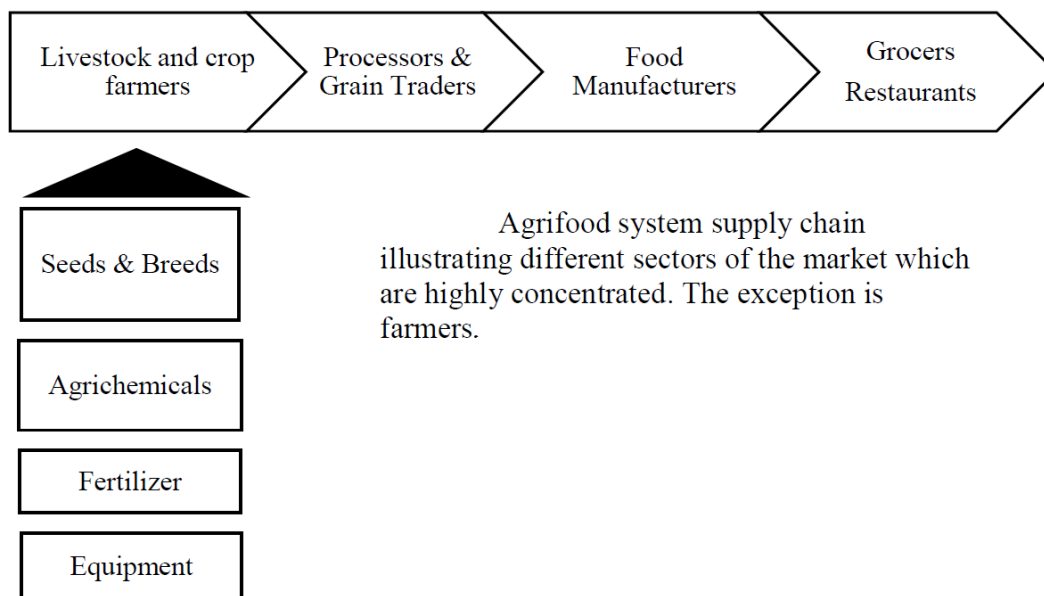 Livestock and crop
farmers
Processors &
Grain Traders
Food
Manufacturers
Grocers
Restaurants
Seeds & Breeds
Agrichemicals
Fertilizer
Equipment
Agrifood system supply chain
illustrating different sectors of the market which
are highly concentrated. The exception is
farmers.